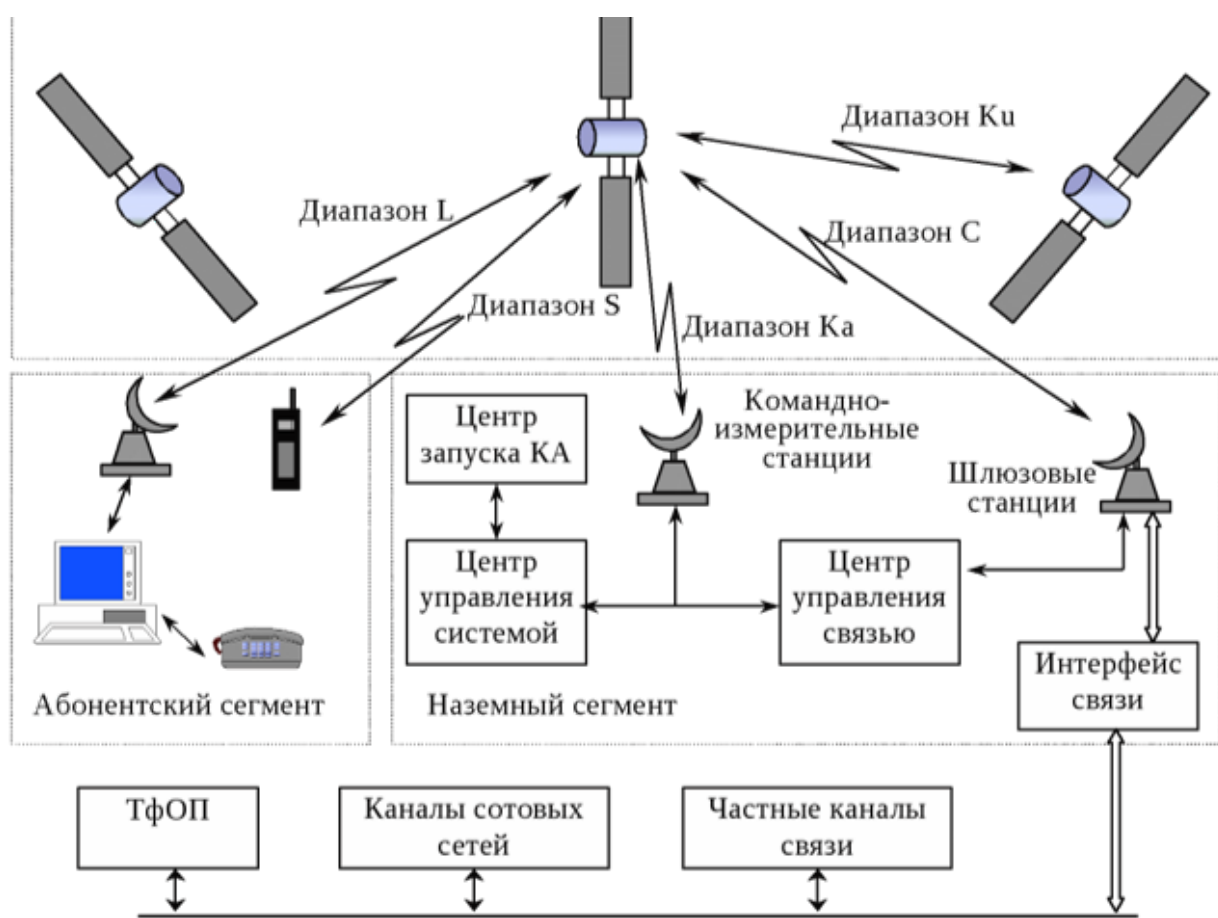 Диапазон Ku
Диапазон L
Диапазон C
Диапазон S
Диапазон Ka
Центр
запуска КА
Командно-
измерительные
станции
Шлюзовые
станции
Центр
управления
системой
Центр
управления
связью
Интерфейс
связи
Абонентский сегмент
Наземный сегмент
ТфОП
Каналы сотовых
сетей
Частные каналы
связи